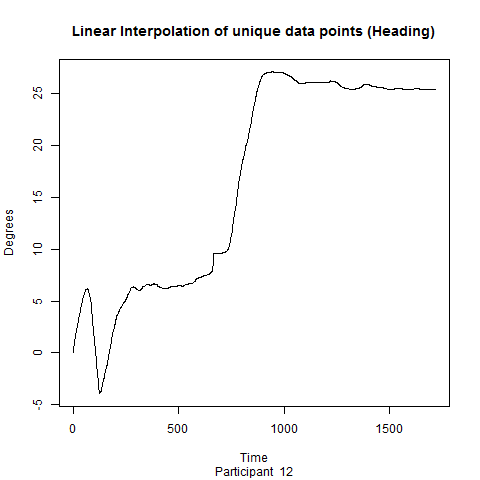 Linear Interpolation of unique data points (Heading)
Degrees
25
20
15
10
5
0
-5
0 500 1000 1500
Time
Participant 12